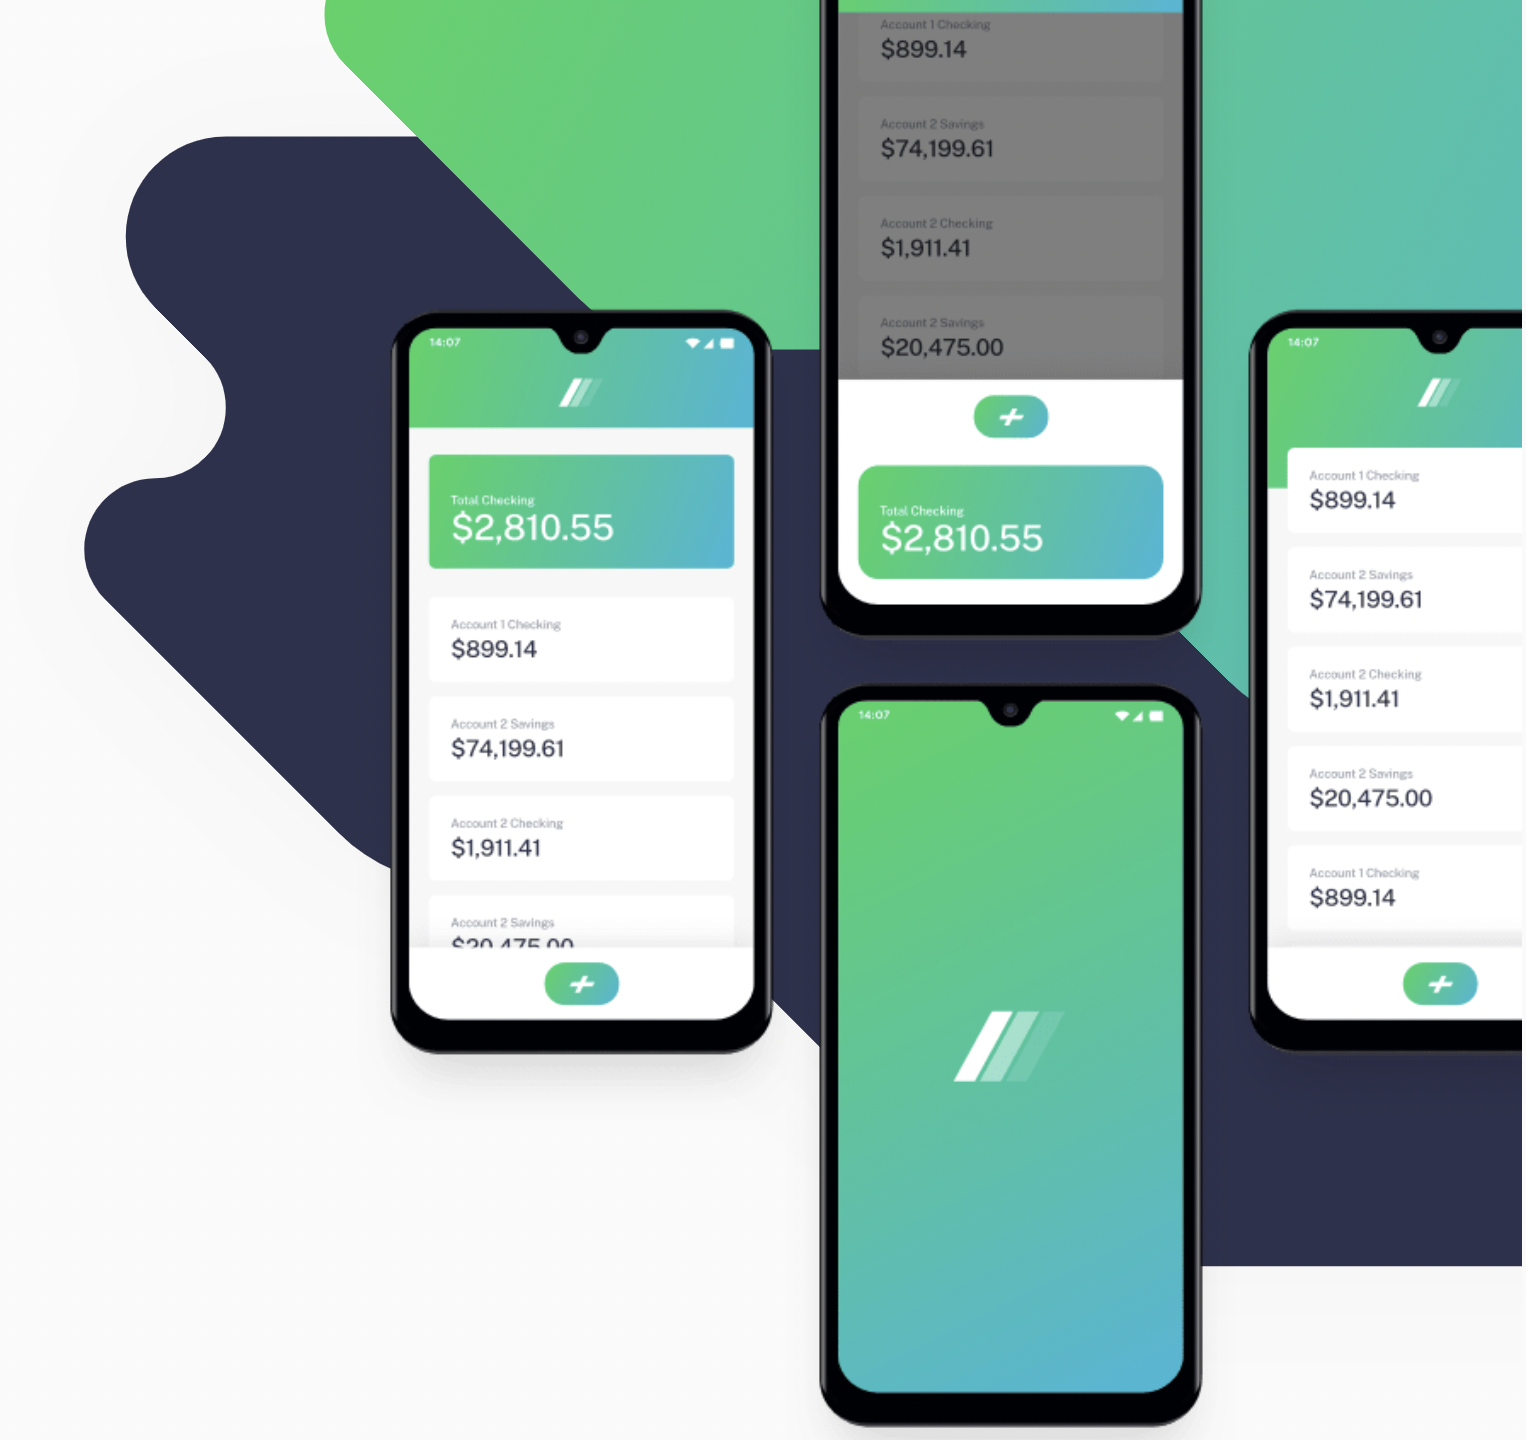 Account 1 Checking
$899.14
Account 2 Savings
$74,199.61
Account 2 Checking
$1,911.41
Account 2 Savings
$20,475.00
Total Checking
$2,810.55
14:07
Total Checking
$2,810.55
Account 1 Checking
$899.14
Account 2 Savings
$74,199.61
Account 2 Checking
$1,911.41
Account 2 Savings
$20,475.00
14:07
14:07
Account 1 Checking
$899.14
Account 2 Savings
$74,199.61
Account 2 Checking
$1,911.41
Account 2 Savings
$20,475.00
Account 1 Checking
$899.14